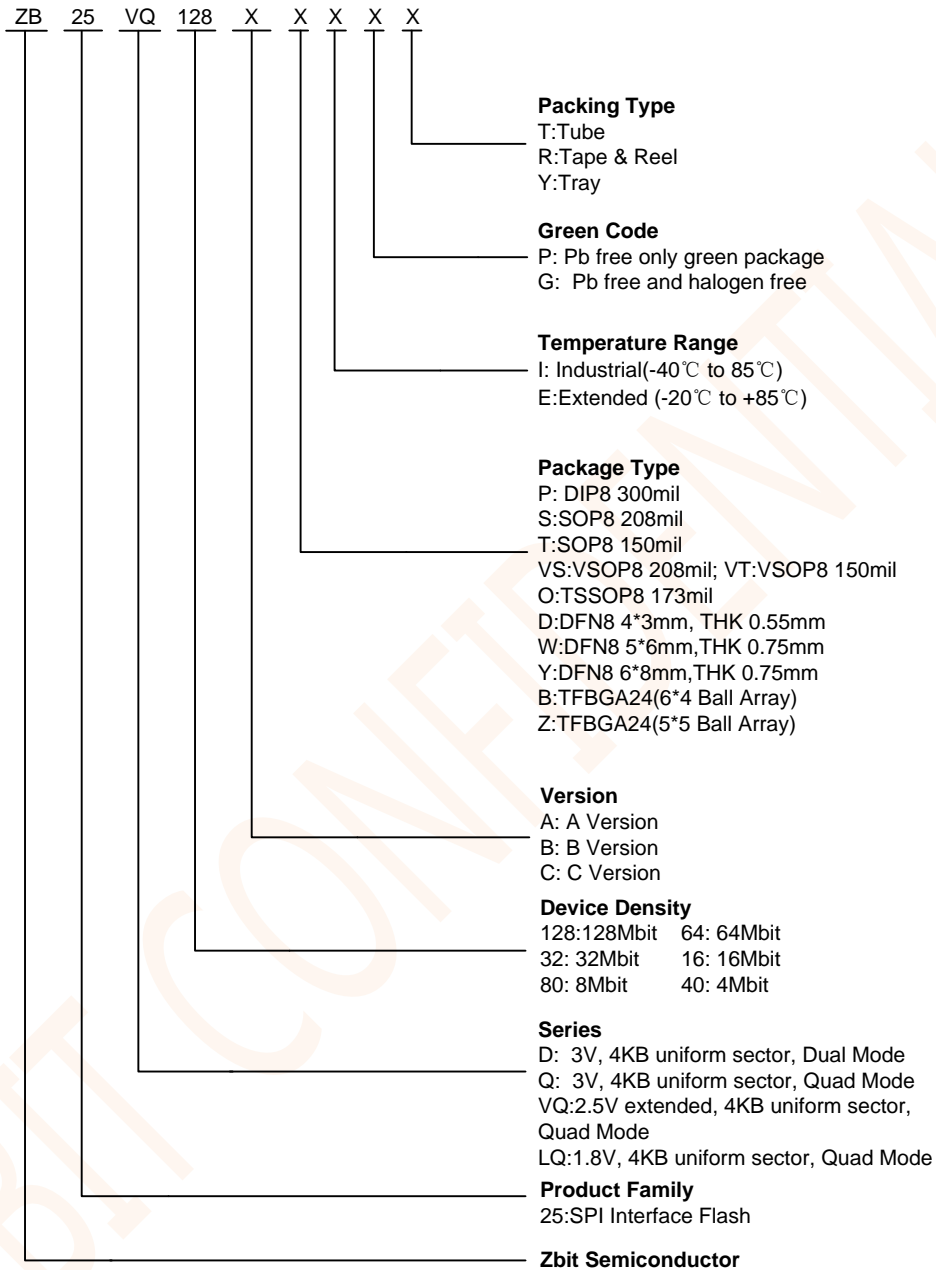 ZB 25 VQ 128 X X X X X
Packing Type
T:Tube
R:Tape & Reel
Y:Tray
Green Code
P: Pb free only green package
G: Pb free and halogen free
Temperature Range
I: Industrial(-40℃ to 85℃)
E:Extended (-20℃ to +85℃)
Package Type
P: DIP8 300mil
S:SOP8 208mil
T:SOP8 150mil
VS:VSOP8 208mil; VT:VSOP8 150mil
O:TSSOP8 173mil
D:DFN8 4*3mm, THK 0.55mm
W:DFN8 5*6mm,THK 0.75mm
Y:DFN8 6*8mm,THK 0.75mm
B:TFBGA24(6*4 Ball Array)
Z:TFBGA24(5*5 Ball Array)
Version
A: A Version
B: B Version
C: C Version
Device Density
128:128Mbit 64: 64Mbit
32: 32Mbit 16: 16Mbit
80: 8Mbit 40: 4Mbit
Series
D: 3V, 4KB uniform sector, Dual Mode
Q: 3V, 4KB uniform sector, Quad Mode
VQ:2.5V extended, 4KB uniform sector,
Quad Mode
LQ:1.8V, 4KB uniform sector, Quad Mode
Product Family
25:SPI Interface Flash
Zbit Semiconductor
BIT CONFIDENTIA